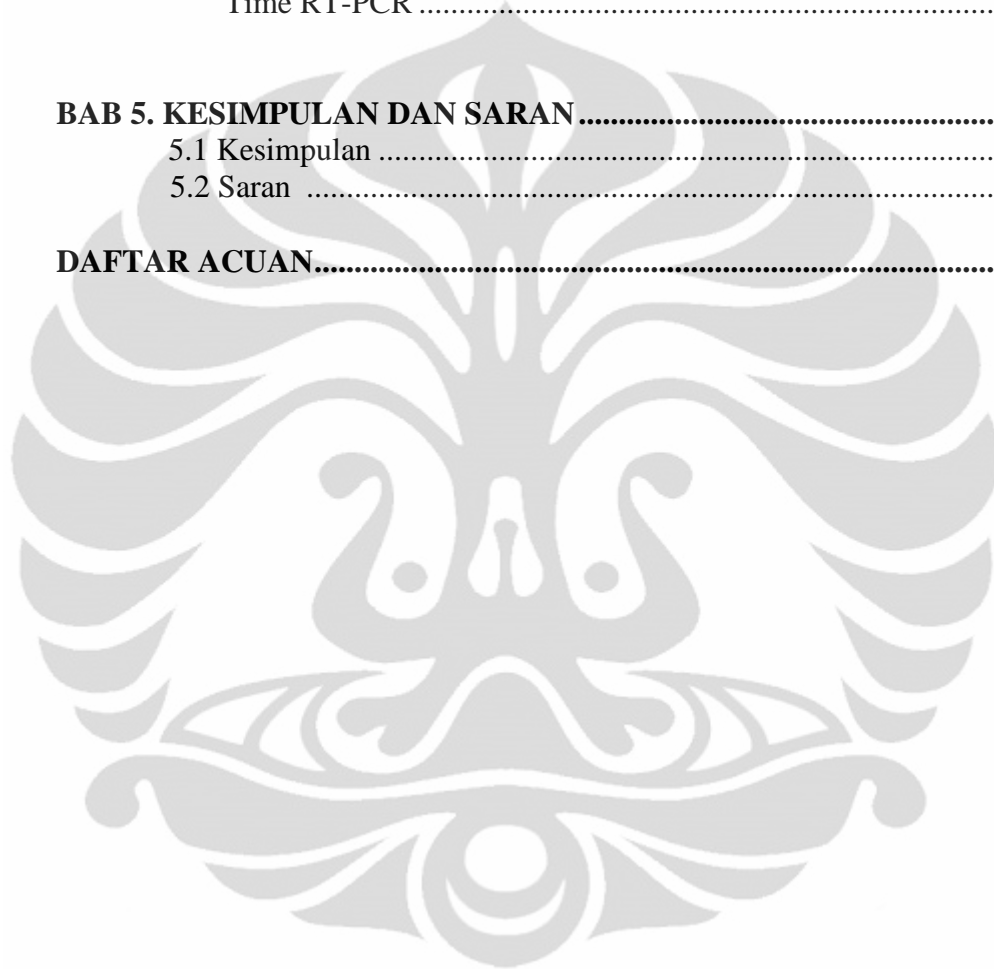 Time RT-PCR ................................................................................
BAB 5. KESIMPULAN DAN SARAN....................................................
5.1 Kesimpulan .............................................................................
5.2 Saran .......................................................................................
DAFTAR ACUAN.....................................................................................